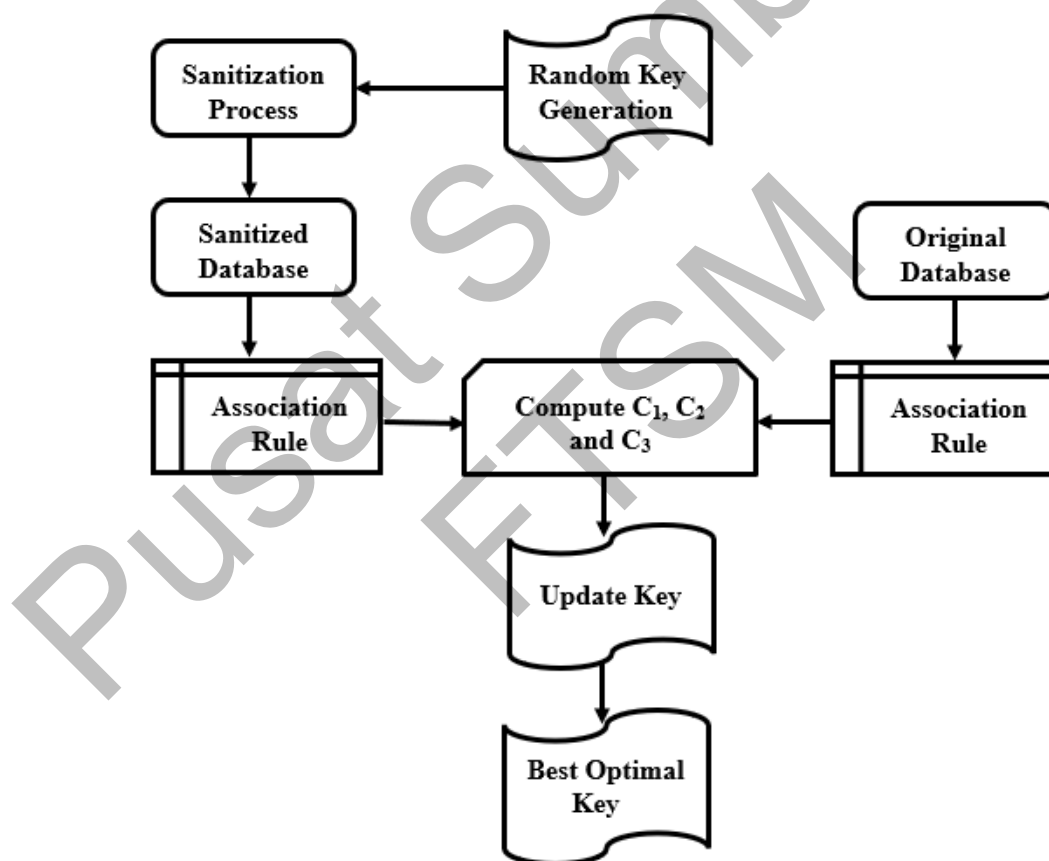 Sanitization
Process
Random Key
Generation
Sanitized
Database
Original
Database
Association
Rule
Compute C₁, C₂
and C₃
Association
Rule
Update Key
Best Optimal
Key
Pusat Sumb
FTSM